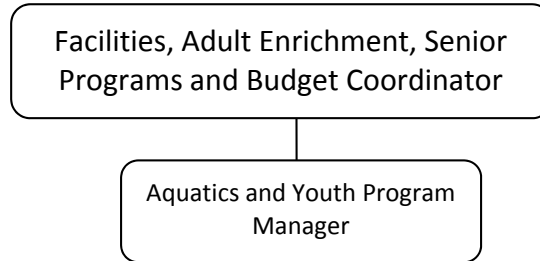 Facilities, Adult Enrichment, Senior
Programs and Budget Coordinator
Aquatics and Youth Program
Manager